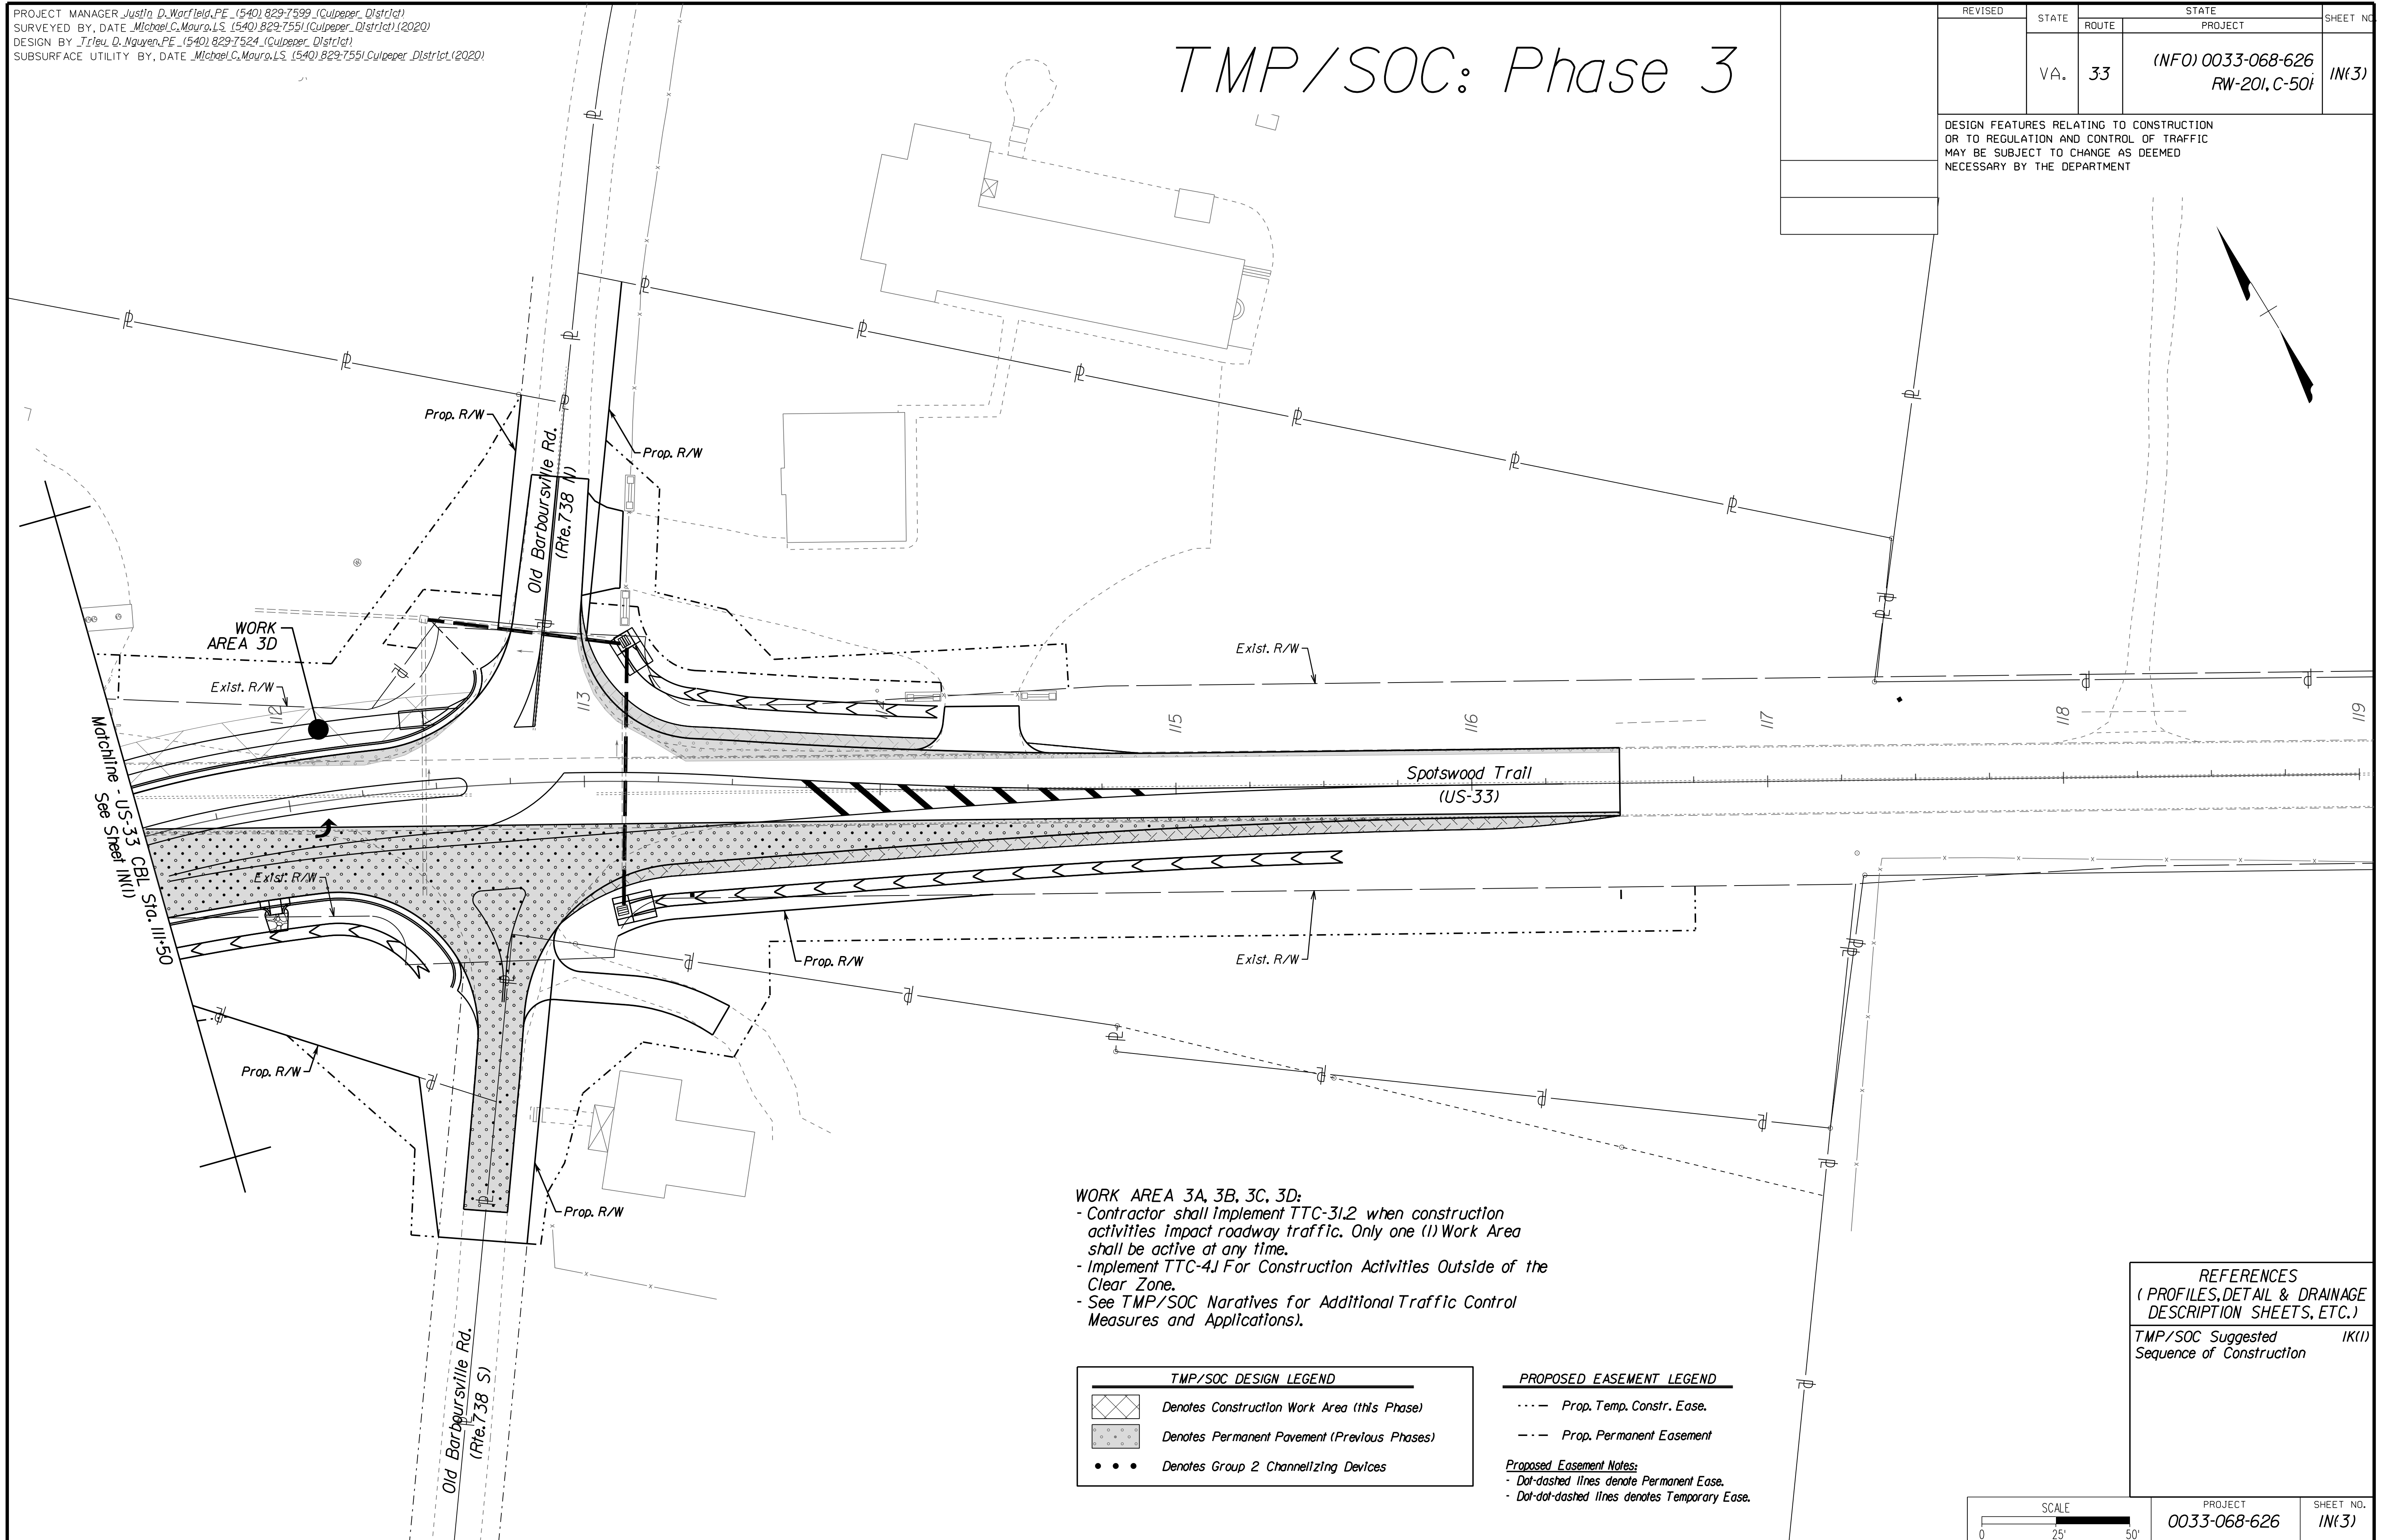 PROJECT MANAGER Justin D. Warfield, PE (540) 829-7599 (Culpeper District)
SURVEYED BY, DATE Michael C. Mauro, LS (540) 829-7551 (Culpeper District) (2020)
DESIGN BY Trieu D. Nguyen, PE (540) 829-7524 (Culpeper District)
SUBSURFACE UTILITY BY, DATE Michael C. Mauro, LS (540) 829-7551 Culpeper District (2020)
TMP/SOC: Phase 3
REVISED
STATE
STATE
SHEET NO.
ROUTE
PROJECT
VA.
33
(NFO) 0033-068-626
RW-201, C-501
1N(3)
DESIGN FEATURES RELATING TO CONSTRUCTION
OR TO REGULATION AND CONTROL OF TRAFFIC
MAY BE SUBJECT TO CHANGE AS DEEMED
NECESSARY BY THE DEPARTMENT
Prop. R/W
Prop. R/W
Old Barboursville Rd.
(Rte. 738 N)
WORK
AREA 3D
Exist. R/W
Exist. R/W
112
113
114
115
116
117
118
119
Spotswood Trail
(US-33)
Matchline - US-33 CBL Sta. 111+50
See Sheet 1N(1)
Exist. R/W
Prop. R/W
Exist. R/W
Prop. R/W
Prop. R/W
Old Barboursville Rd.
(Rte. 738 S)
WORK AREA 3A, 3B, 3C, 3D:
- Contractor shall implement TTC-31.2 when construction
activities impact roadway traffic. Only one (1) Work Area
shall be active at any time.
- Implement TTC-4.1 For Construction Activities Outside of the
Clear Zone.
- See TMP/SOC Naratives for Additional Traffic Control
Measures and Applications).
TMP/SOC DESIGN LEGEND
Denotes Construction Work Area (this Phase)
Denotes Permanent Pavement (Previous Phases)
Denotes Group 2 Channelizing Devices
PROPOSED EASEMENT LEGEND
Prop. Temp. Constr. Ease.
Prop. Permanent Easement
Proposed Easement Notes:
- Dot-dashed lines denote Permanent Ease.
- Dot-dot-dashed lines denotes Temporary Ease.
REFERENCES
( PROFILES, DETAIL & DRAINAGE
DESCRIPTION SHEETS, ETC.)
TMP/SOC Suggested 1K(1)
Sequence of Construction
SCALE
0 25' 50'
PROJECT
0033-068-626
SHEET NO.
1N(3)